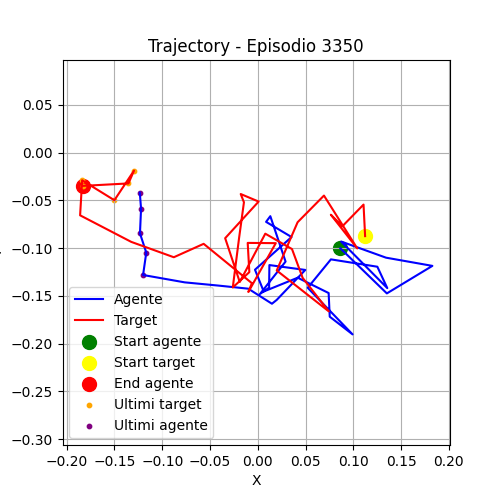 Trajectory - Episodio 3350
0.05
0.00
−0.05
−0.10
−0.15
−0.20
−0.25
−0.30
Agente
Target
Start agente
Start target
End agente
Ultimi target
Ultimi agente
−0.20 −0.15 −0.10 −0.05 0.00 0.05 0.10 0.15 0.20
X